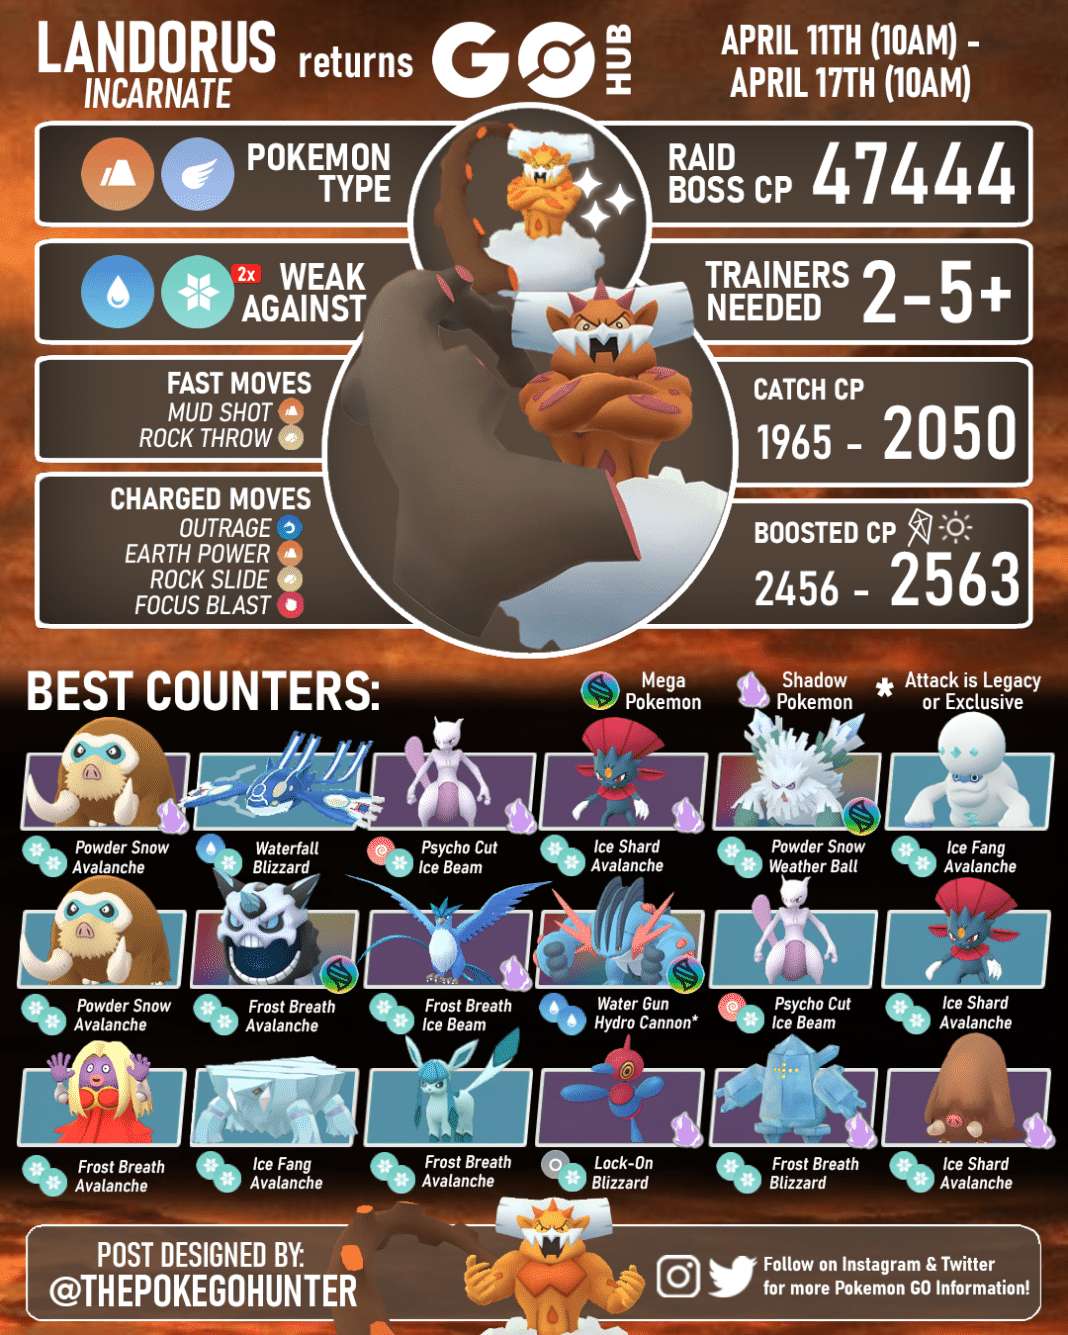 LANDORUS
INCARNATE
returns
GO HUB
APRIL 11TH (10AM) -
APRIL 17TH (10AM)
POKEMON
TYPE
RAID
BOSS CP
47444
2x
WEAK
AGAINST
TRAINERS
NEEDED
2-5+
FAST MOVES
MUD SHOT
ROCK THROW
CATCH CP
1965 - 2050
CHARGED MOVES
OUTRAGE
EARTH POWER
ROCK SLIDE
FOCUS BLAST
BOOSTED CP
2456 - 2563
BEST COUNTERS:
Mega
Pokemon
Shadow
Pokemon
* Attack is Legacy
or Exclusive
Powder Snow
Avalanche
Waterfall
Blizzard
Psycho Cut
Ice Beam
Ice Shard
Avalanche
Powder Snow
Weather Ball
Ice Fang
Avalanche
Powder Snow
Avalanche
Frost Breath
Avalanche
Frost Breath
Ice Beam
Water Gun
Hydro Cannon*
Psycho Cut
Ice Beam
Ice Shard
Avalanche
Frost Breath
Avalanche
Ice Fang
Avalanche
Frost Breath
Avalanche
Lock-On
Blizzard
Frost Breath
Blizzard
Ice Shard
Avalanche
POST DESIGNED BY:
@THEPOKEGOHUNTER
Follow on Instagram & Twitter
for more Pokemon GO Information!